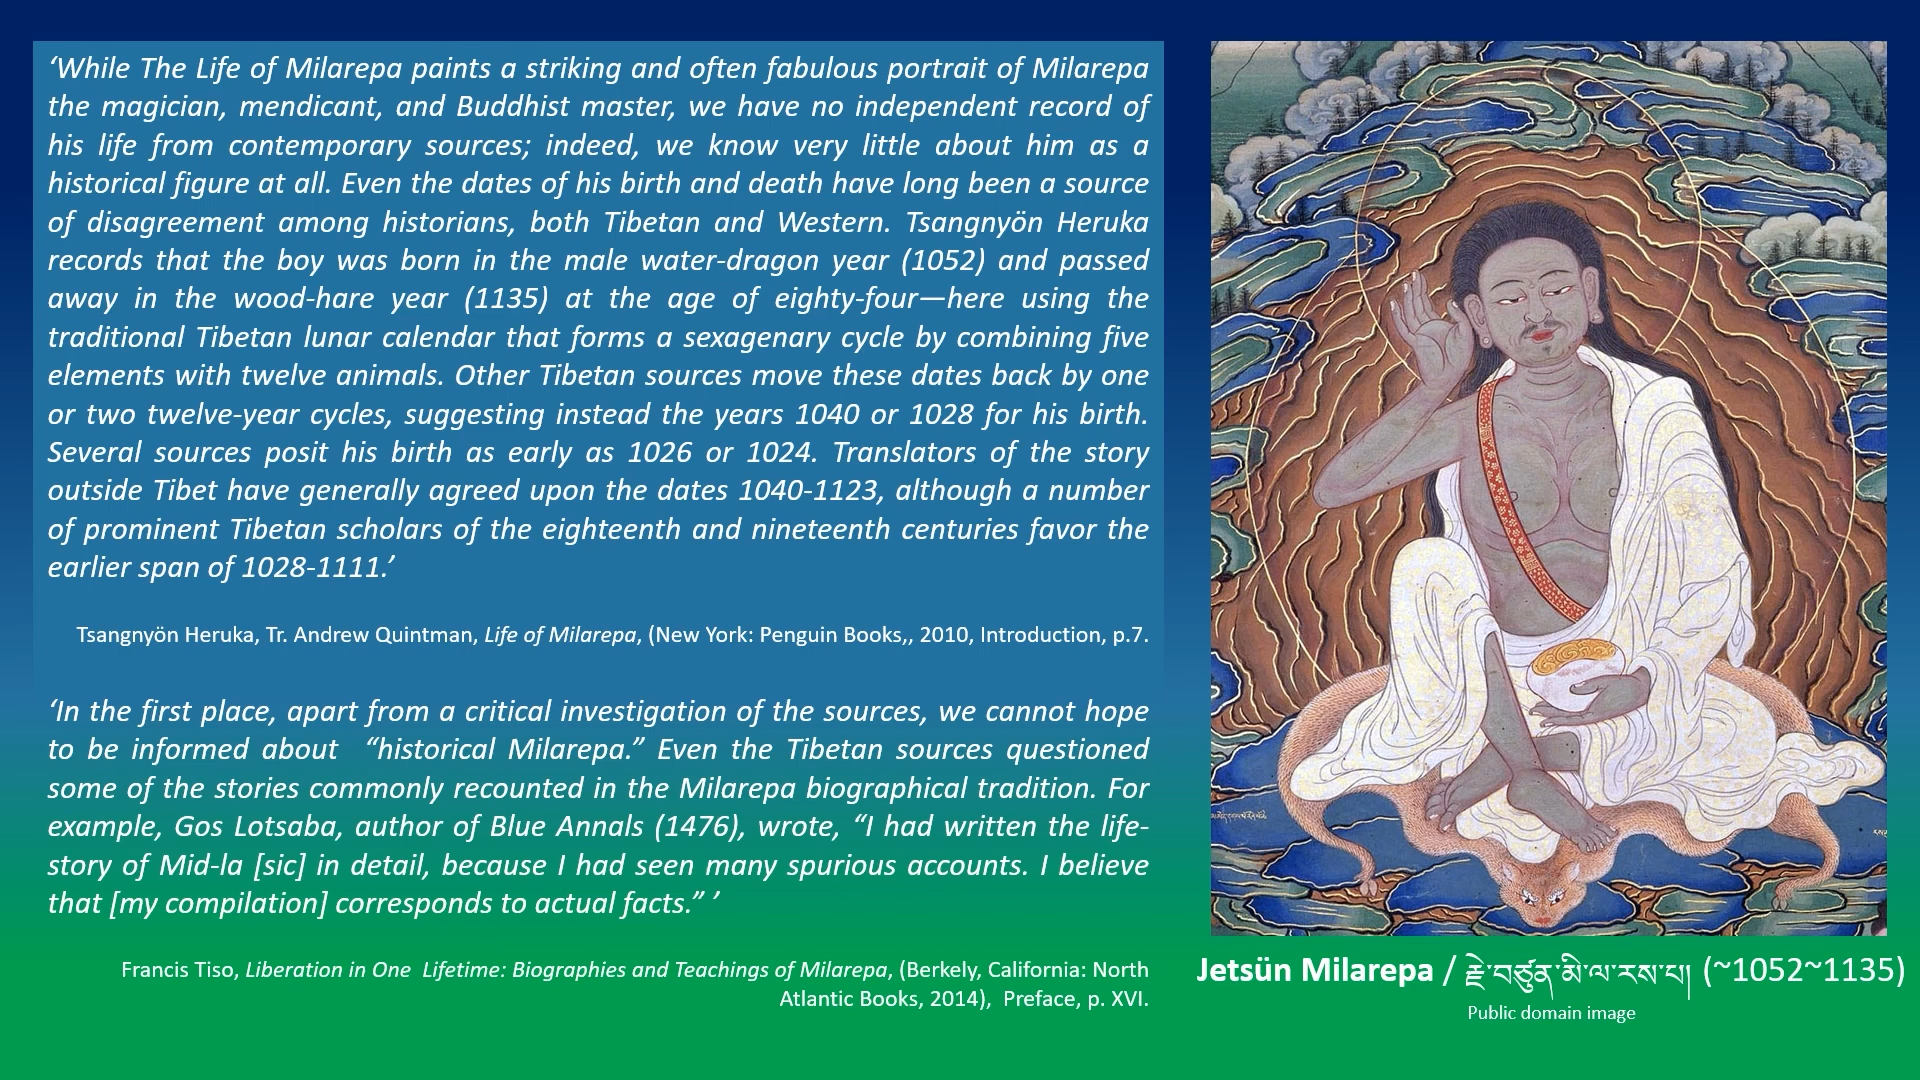 ‘While The Life of Milarepa paints a striking and often fabulous portrait of Milarepa
the magician, mendicant, and Buddhist master, we have no independent record of
his life from contemporary sources; indeed, we know very little about him as a
historical figure at all. Even the dates of his birth and death have long been a source
of disagreement among historians, both Tibetan and Western. Tsangnyön Heruka
records that the boy was born in the male water-dragon year (1052) and passed
away in the wood-hare year (1135) at the age of eighty-four—here using the
traditional Tibetan lunar calendar that forms a sexagenary cycle by combining five
elements with twelve animals. Other Tibetan sources move these dates back by one
or two twelve-year cycles, suggesting instead the years 1040 or 1028 for his birth.
Several sources posit his birth as early as 1026 or 1024. Translators of the story
outside Tibet have generally agreed upon the dates 1040-1123, although a number
of prominent Tibetan scholars of the eighteenth and nineteenth centuries favor the
earlier span of 1028-1111.’
Tsangnyön Heruka, Tr. Andrew Quintman, Life of Milarepa, (New York: Penguin Books,, 2010, Introduction, p.7.
‘In the first place, apart from a critical investigation of the sources, we cannot hope
to be informed about “historical Milarepa.” Even the Tibetan sources questioned
some of the stories commonly recounted in the Milarepa biographical tradition. For
example, Gos Lotsaba, author of Blue Annals (1476), wrote, “I had written the life-
story of Mid-la [sic] in detail, because I had seen many spurious accounts. I believe
that [my compilation] corresponds to actual facts.” ’
Francis Tiso, Liberation in One Lifetime: Biographies and Teachings of Milarepa, (Berkely, California: North
Atlantic Books, 2014), Preface, p. XVI.
Jetsün Milarepa / རྗེ་བཙུན་མི་ལ་རས་པ། (~1052~1135)
Public domain image